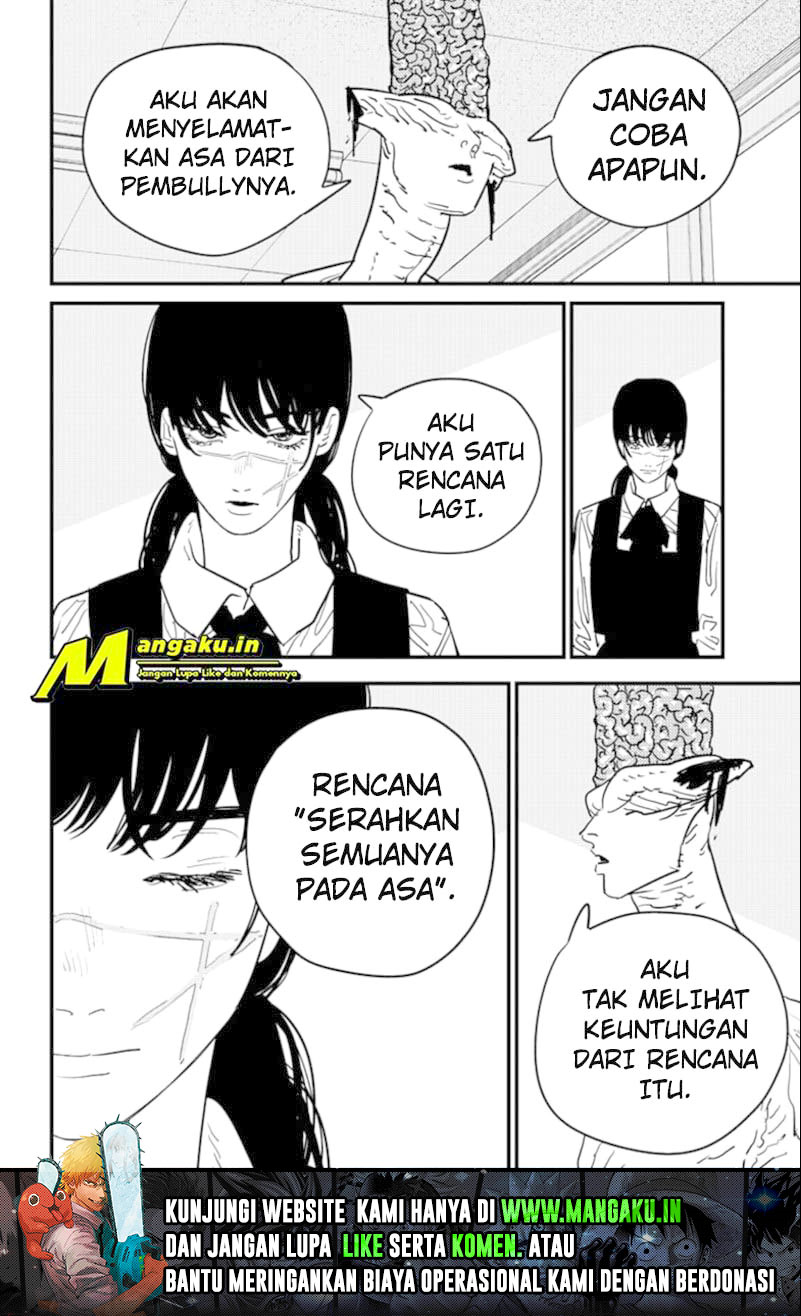 JANGAN
COBA
APAPUN.
AKU AKAN
MENYELAMAT-
KAN ASA DARI
PEMBULLYNYA.
AKU
PUNYA SATU
RENCANA
LAGI.
Mangaku.in
Jangan Lupa Like dan Komennya
RENCANA
"SERAHKAN
SEMUANYA
PADA ASA".
AKU
TAK MELIHAT
KEUNTUNGAN
DARI RENCANA
ITU.
KUNJUNGI WEBSITE KAMI HANYA DI WWW.MANGAKU.IN
DAN JANGAN LUPA LIKE SERTA KOMEN. ATAU
BANTU MERINGANKAN BIAYA OPERASIONAL KAMI DENGAN BERDONASI